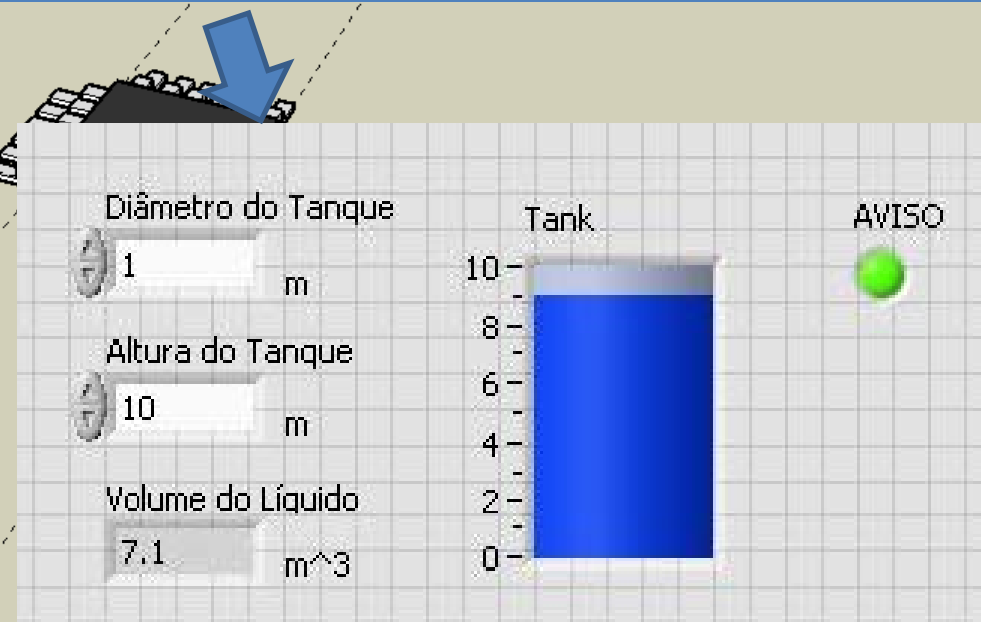 Diâmetro do Tanque
1
m
Altura do Tanque
10
m
Volume do Líquido
7.1
m^3
Tank
10
8
6
4
2
0
AVISO